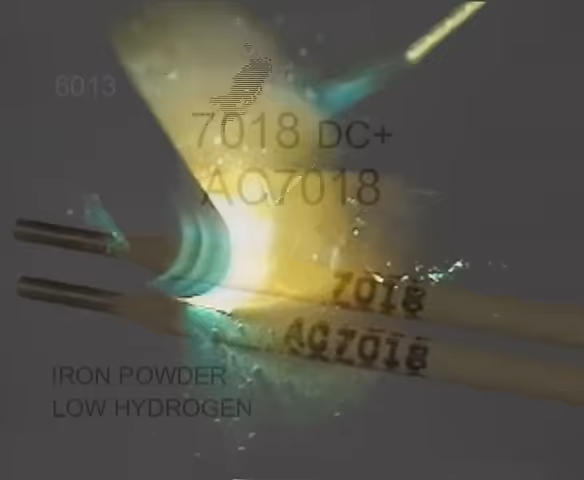 6013
7018 DC+
AC7018
7018
AC7018
IRON POWDER
LOW HYDROGEN